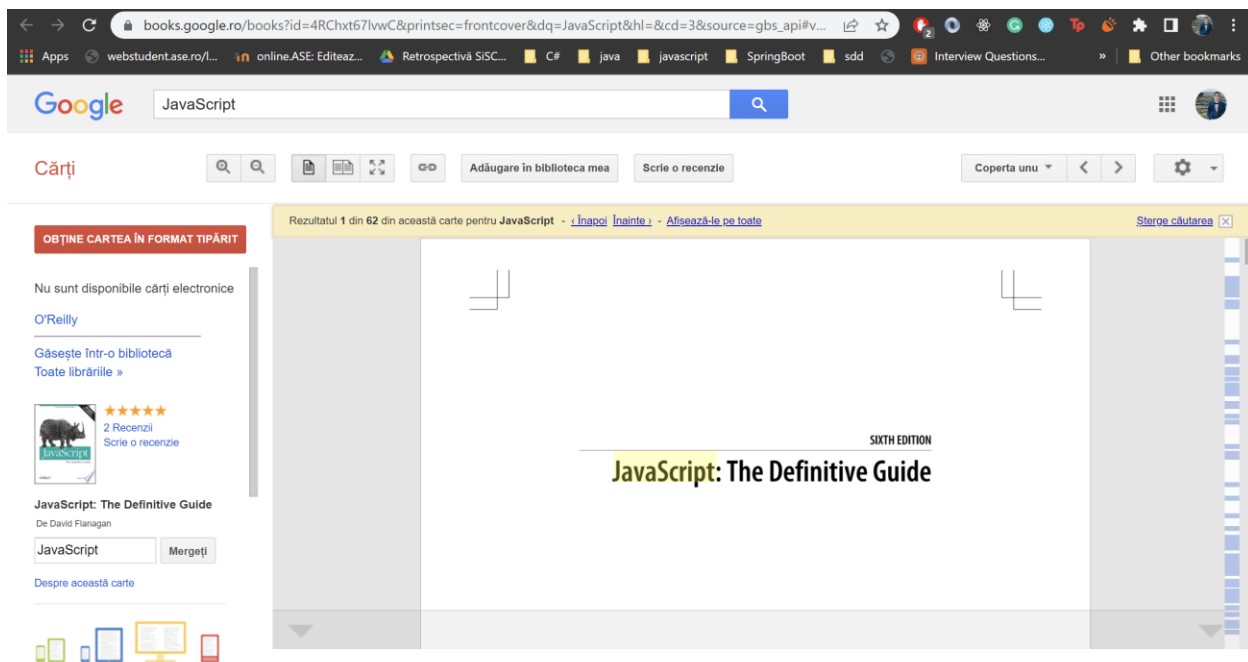 books.google.ro/books?id=4RChxt67lvwC&printsec=frontcover&dq=JavaScript&hl=&cd=3&source=gbs_api#v...
2
Tp
Apps webstudent.ase.ro/l... online.ASE: Editeaz... Retrospectivă SiSC... C# java javascript SpringBoot sdd Interview Questions... » Other bookmarks
Google JavaScript
Cărți Adăugare în biblioteca mea Scrie o recenzie Coperta unu
Rezultatul 1 din 62 din această carte pentru JavaScript - ‹ Înapoi Înainte › - Afișează-le pe toate Șterge căutarea
OBȚINE CARTEA ÎN FORMAT TIPĂRIT
Nu sunt disponibile cărți electronice
O'Reilly
Găsește într-o bibliotecă
Toate librăriile »
2 Recenzii
Scrie o recenzie
JavaScript
JavaScript: The Definitive Guide
De David Flanagan
JavaScript Mergeți
Despre această carte
SIXTH EDITION
JavaScript: The Definitive Guide